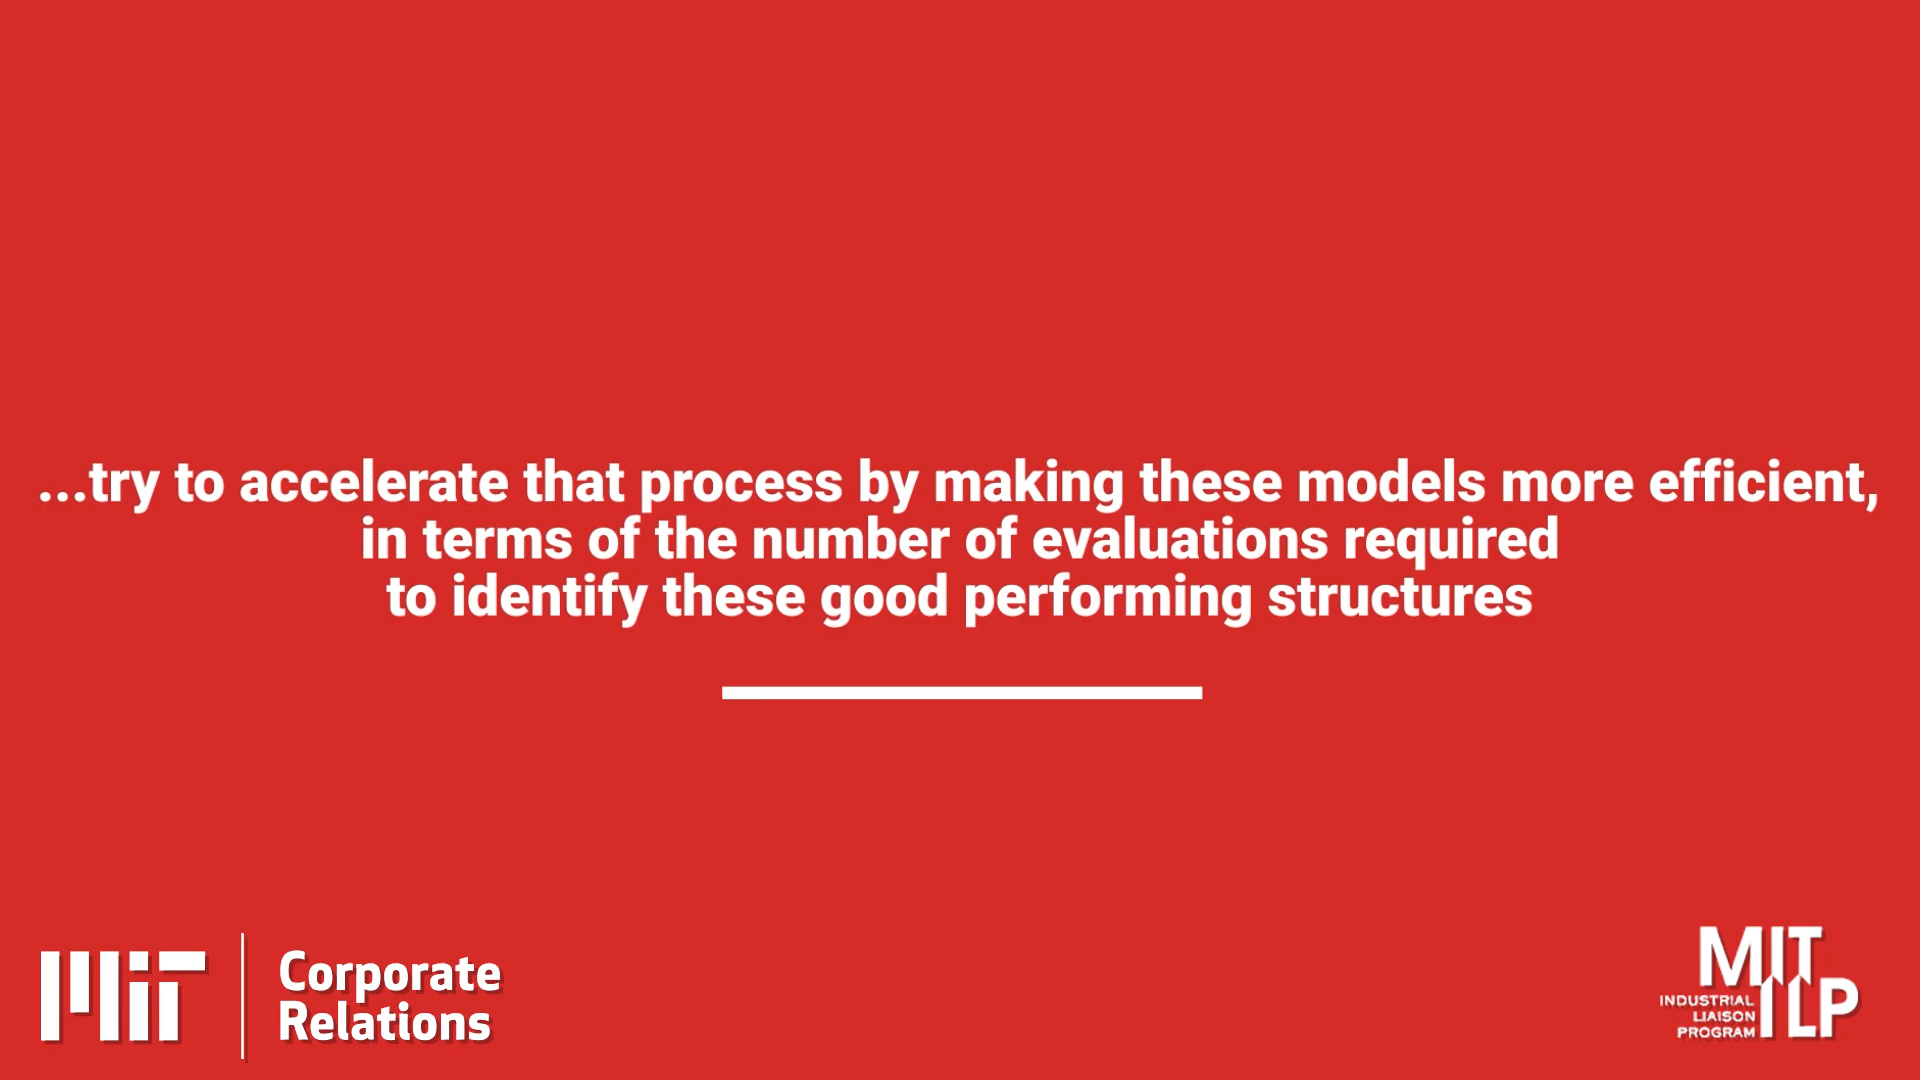 ...try to accelerate that process by making these models more efficient,
in terms of the number of evaluations required
to identify these good performing structures
MIT
Corporate
Relations
MIT
ILP
INDUSTRIAL
LIAISON
PROGRAM